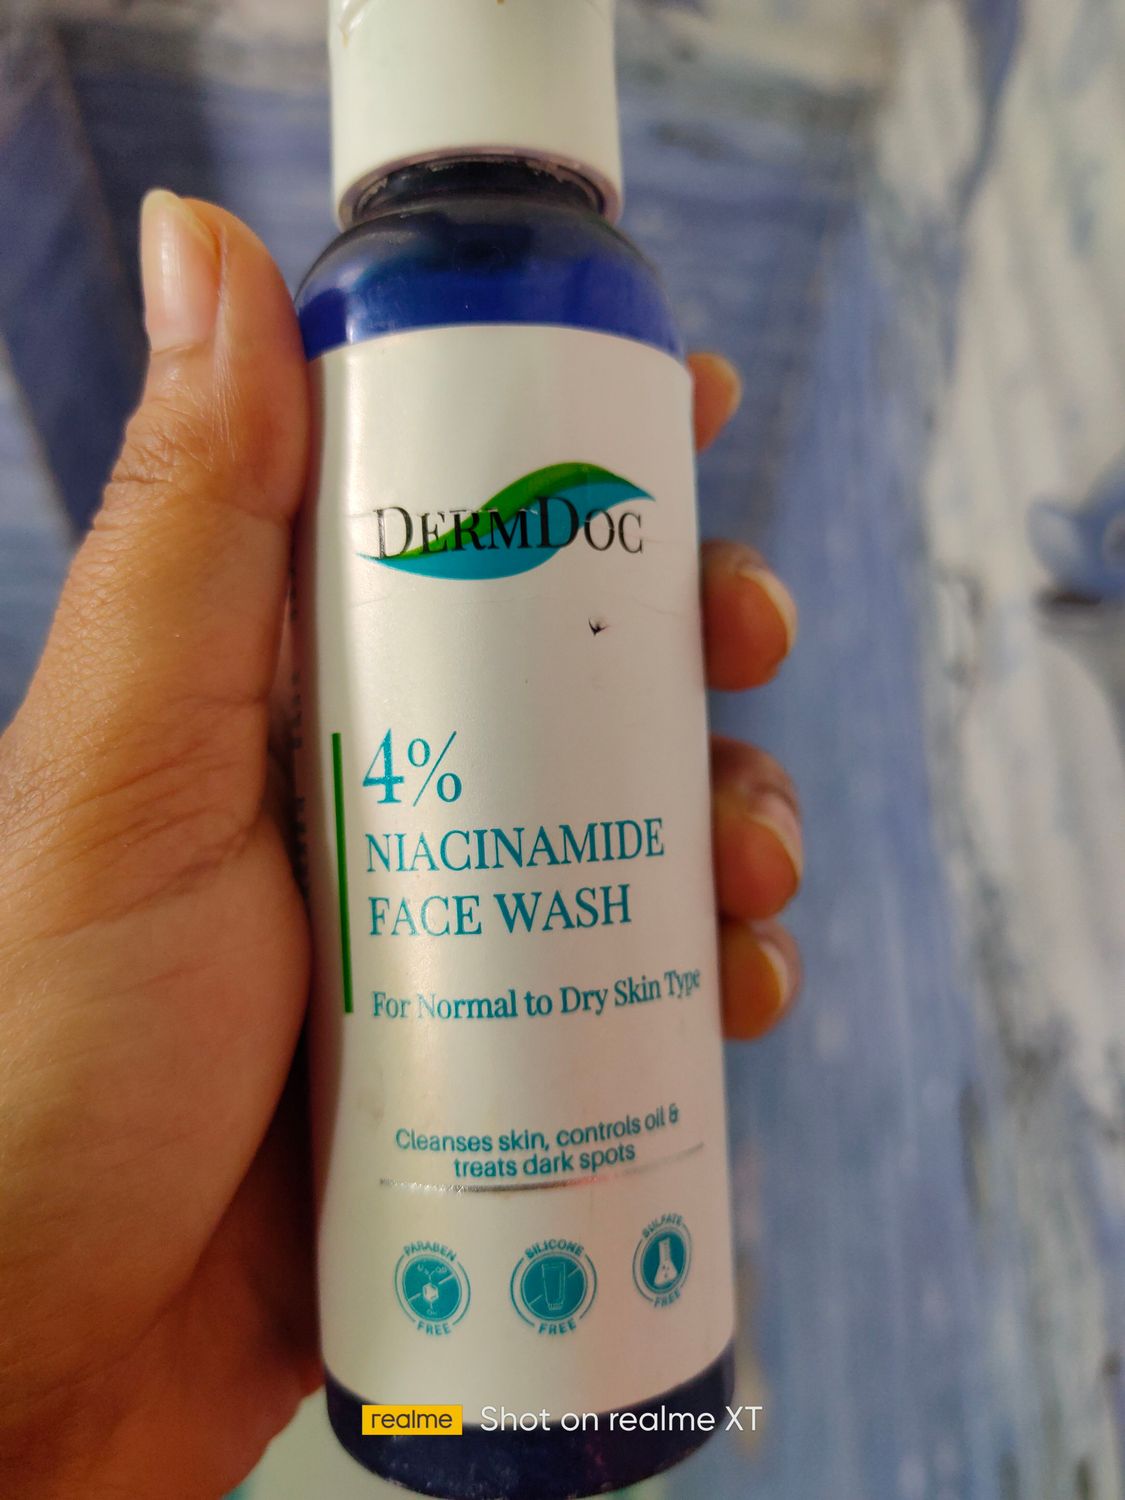 DERMDOC
4%
NIACINAMIDE
FACE WASH
For Normal to Dry Skin Type
Cleanses skin, controls oil &
treats dark spots
PARABEN
FREE
SILICONE
FREE
SULFATE
FREE
realme Shot on realme XT